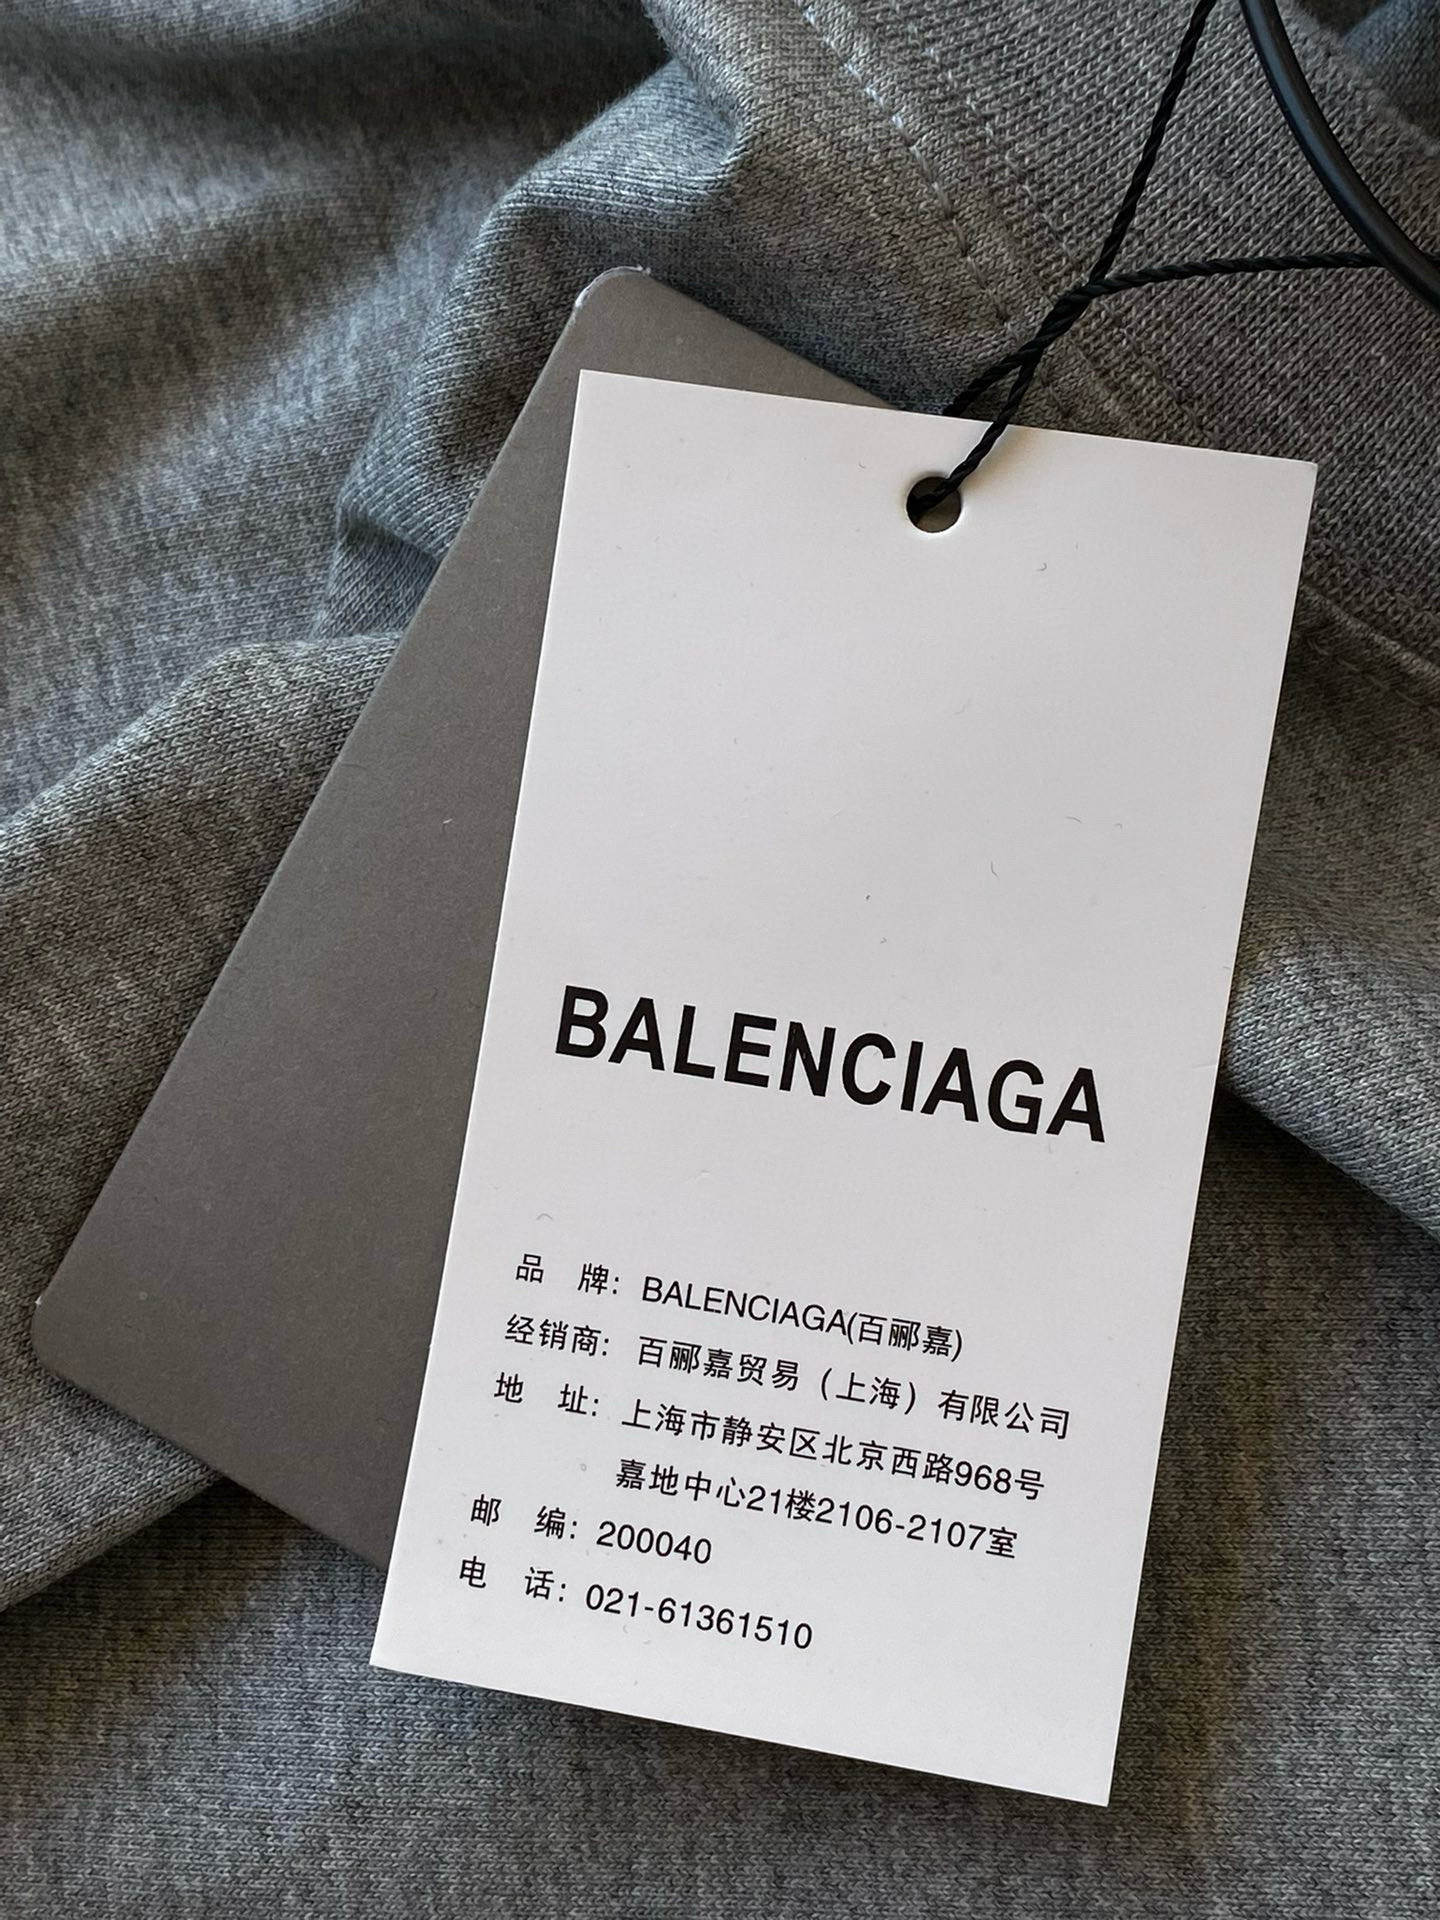 BALENCIAGA
品 牌: BALENCIAGA(百郦嘉)
经销商: 百郦嘉贸易（上海）有限公司
地 址: 上海市静安区北京西路968号
嘉地中心21楼2106-2107室
邮 编: 200040
电 话: 021-61361510